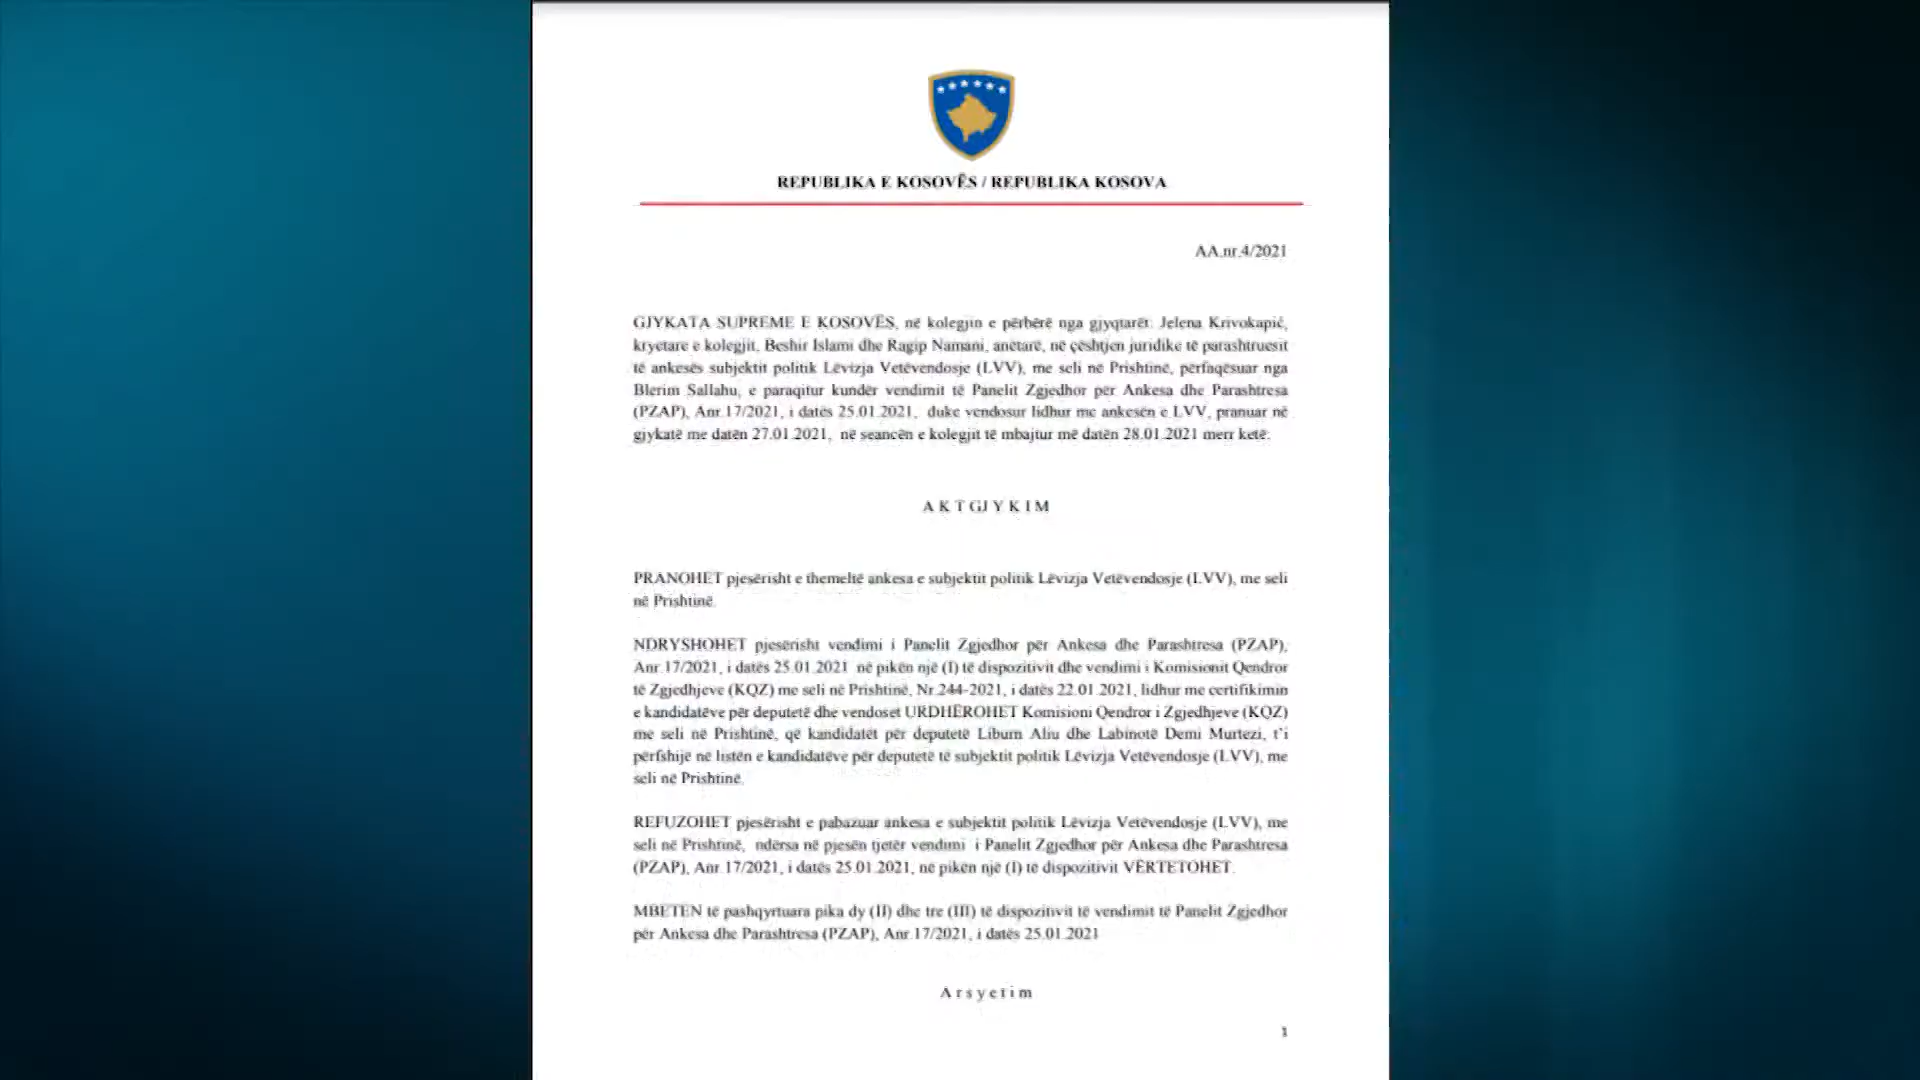 REPUBLIKA E KOSOVËS / REPUBLIKA KOSOVA
AA.nr.4/2021
GJYKATA SUPREME E KOSOVËS, në kolegjin e përbërë nga gjyqtarët: Jelena Krivokapić,
kryetare e kolegjit, Beshir Islami dhe Ragip Namani, anëtarë, në çështjen juridike të parashtruesit
të ankesës subjektit politik Lëvizja Vetëvendosje (LVV), me seli në Prishtinë, përfaqësuar nga
Blerim Sallahu, e paraqitur kundër vendimit të Panelit Zgjedhor për Ankesa dhe Parashtresa
(PZAP), Anr.17/2021, i datës 25.01.2021, duke vendosur lidhur me ankesën e LVV, pranuar në
gjykatë me datën 27.01.2021, në seancën e kolegjit të mbajtur më datën 28.01.2021 merr ketë:
A K T GJ Y K I M
PRANOHET pjesërisht e themeltë ankesa e subjektit politik Lëvizja Vetëvendosje (LVV), me seli
në Prishtinë.
NDRYSHOHET pjesërisht vendimi i Panelit Zgjedhor për Ankesa dhe Parashtresa (PZAP),
Anr.17/2021, i datës 25.01.2021 në pikën një (I) të dispozitivit dhe vendimi i Komisionit Qendror
të Zgjedhjeve (KQZ) me seli në Prishtinë, Nr.244-2021, i datës 22.01.2021, lidhur me certifikimin
e kandidatëve për deputetë dhe vendoset URDHËROHET Komisioni Qendror i Zgjedhjeve (KQZ)
me seli në Prishtinë, që kandidatët për deputetë Liburn Aliu dhe Labinotë Demi Murtezi, t'i
përfshijë në listën e kandidatëve për deputetë të subjektit politik Lëvizja Vetëvendosje (LVV), me
seli në Prishtinë.
REFUZOHET pjesërisht e pabazuar ankesa e subjektit politik Lëvizja Vetëvendosje (LVV), me
seli në Prishtinë, ndërsa në pjesën tjetër vendimi i Panelit Zgjedhor për Ankesa dhe Parashtresa
(PZAP), Anr.17/2021, i datës 25.01.2021, në pikën një (I) të dispozitivit VËRTETOHET.
MBETEN të pashqyrtuara pika dy (II) dhe tre (III) të dispozitivit të vendimit të Panelit Zgjedhor
për Ankesa dhe Parashtresa (PZAP), Anr.17/2021, i datës 25.01.2021
A r s y e t i m
1